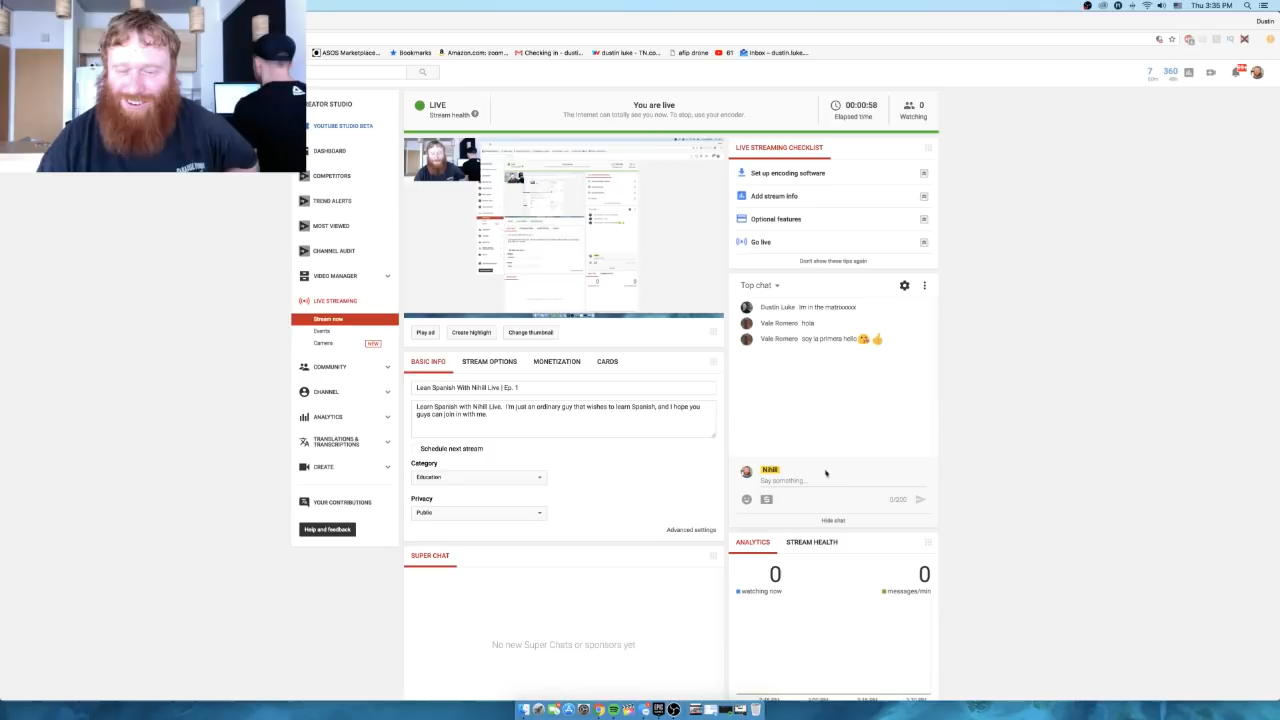 Thu 3:35 PM
Dustin
ASOS Marketplace...
Bookmarks
Amazon.com: zoom...
Checking in - dusti...
dustin luke - TN.co...
afip drone
61
Inbox – dustin.luke....
7
60m
360
48h
99+
CREATOR STUDIO
YOUTUBE STUDIO BETA
DASHBOARD
COMPETITORS
TREND ALERTS
MOST VIEWED
CHANNEL AUDIT
VIDEO MANAGER
LIVE STREAMING
Stream now
Events
Camera
NEW
COMMUNITY
CHANNEL
ANALYTICS
TRANSLATIONS &
TRANSCRIPTIONS
CREATE
YOUR CONTRIBUTIONS
Help and feedback
LIVE
Stream health ?
You are live
The Internet can totally see you now. To stop, use your encoder.
00:00:58
Elapsed time
0
Watching
Play ad
Create highlight
Change thumbnail
BASIC INFO
STREAM OPTIONS
MONETIZATION
CARDS
Lean Spanish With Nihill Live | Ep. 1
Learn Spanish with Nihill Live. I'm just an ordinary guy that wishes to learn Spanish, and I hope you
guys can join in with me.
Schedule next stream
Category
Education
Privacy
Public
Advanced settings
SUPER CHAT
No new Super Chats or sponsors yet
LIVE STREAMING CHECKLIST
Set up encoding software
Add stream info
Optional features
Go live
Don't show these tips again
Top chat
Dustin Luke Im in the matrixxxxx
Vale Romero hola
Vale Romero soy la primera hello😘👍
Nihill
Say something...
0/200
Hide chat
ANALYTICS
STREAM HEALTH
0
watching now
0
messages/min